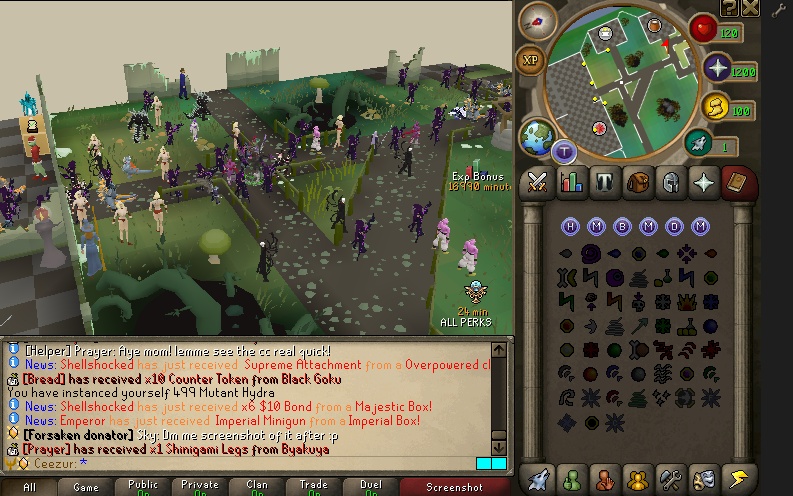 XP
120
1200
100
1
T
Exp Bonus
24 min
ALL PERKS
H M B M D M
[Helper] Prayer: Aye mom! lemme see the cc real quick!
News: Shellshocked has just received Supreme Attachment from a Overpowered cl
[Bread] has received x10 Counter Token from Black Goku
You have instanced yourself 499 Mutant Hydra
News: Shellshocked has just received x6 $10 Bond from a Majestic Box!
News: Emperor has just received Imperial Minigun from a Imperial Box!
[Forsaken donator] Sky: Dm me screenshot of it after :p
[Prayer] has received x1 Shinigami Legs from Byakuya
Ceezur: *
All Game Public Private Clan Trade Duel Screenshot
On On On On On